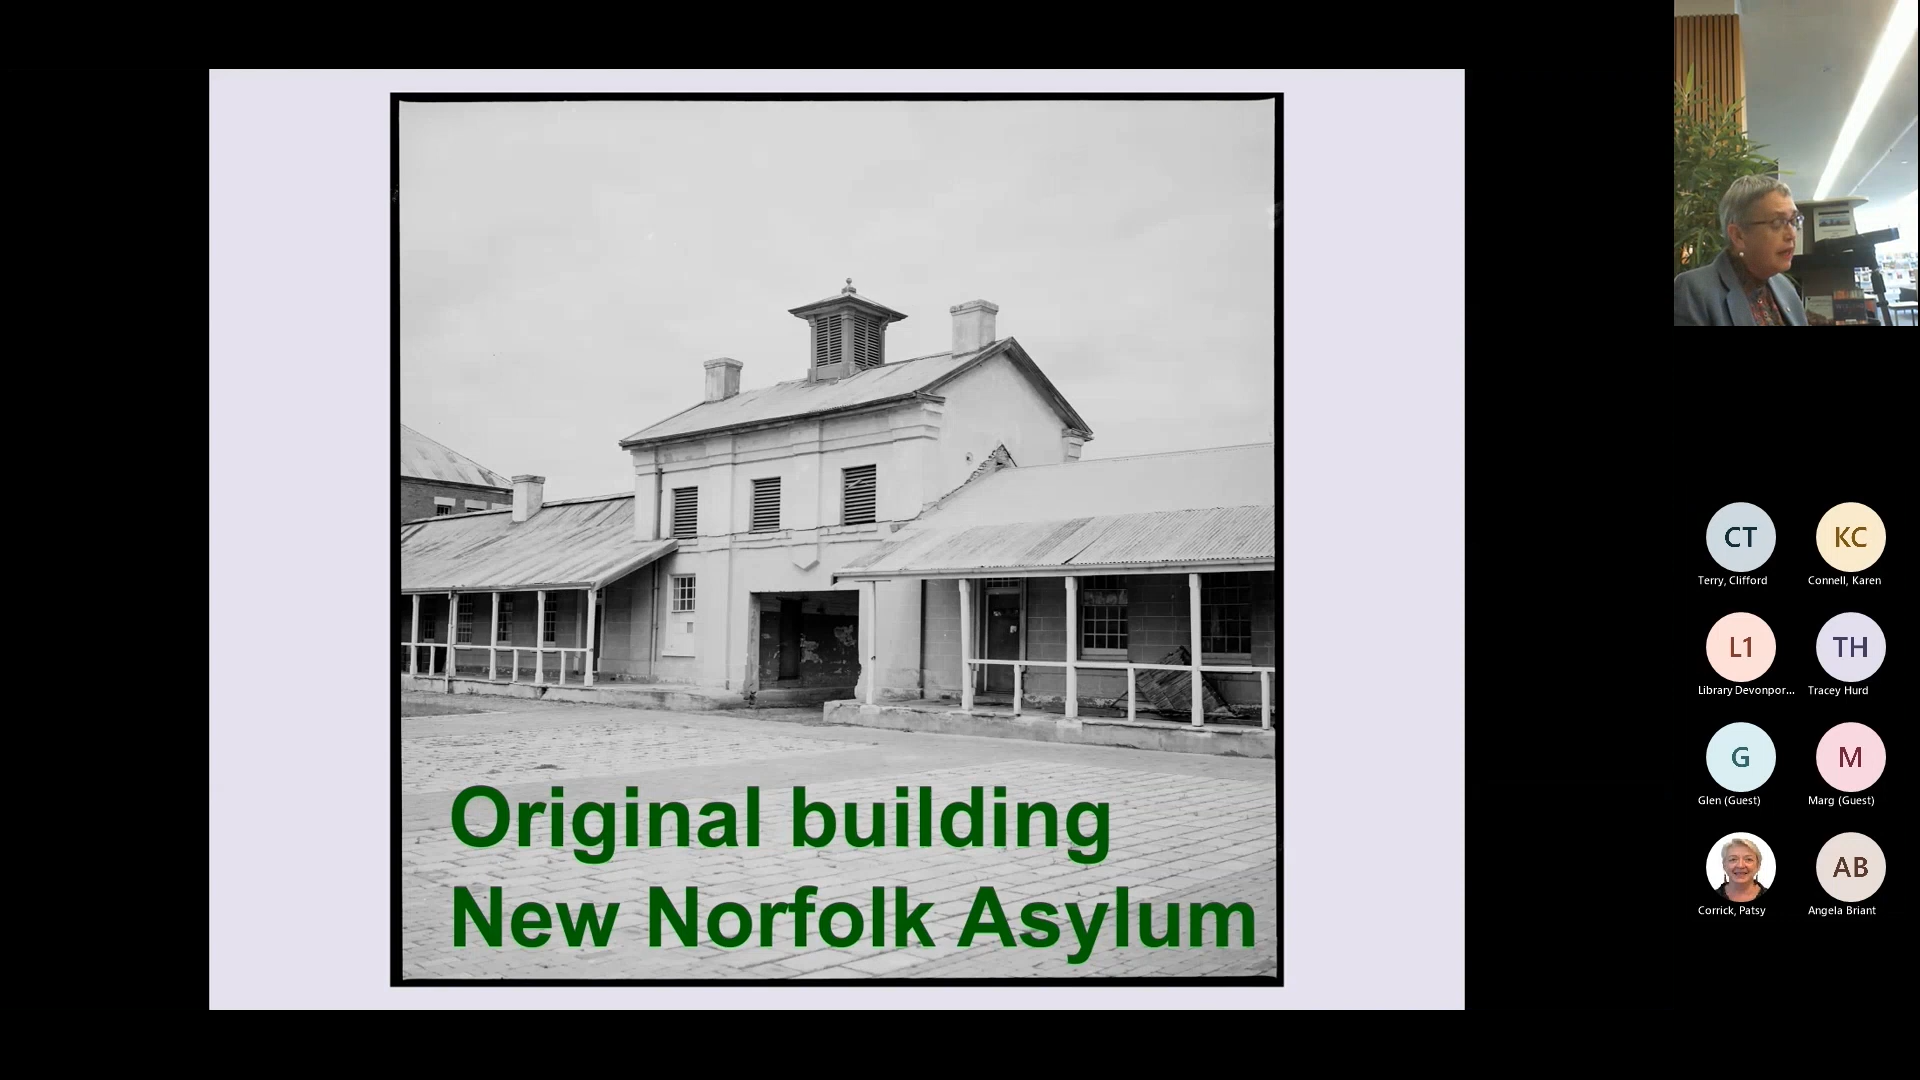 Original building
New Norfolk Asylum
CT
Terry, Clifford
KC
Connell, Karen
L1
Library Devonpor...
TH
Tracey Hurd
G
Glen (Guest)
M
Marg (Guest)
Corrick, Patsy
AB
Angela Briant